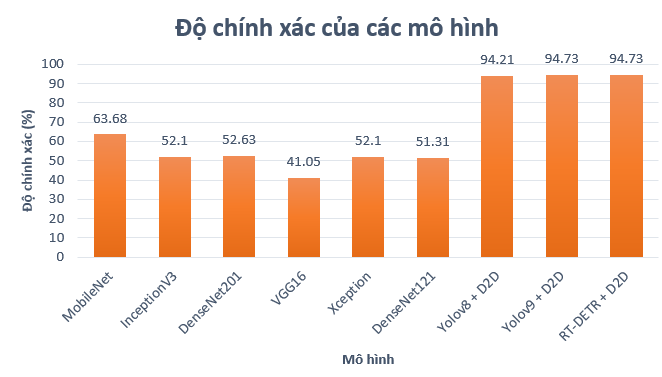 Độ chính xác của các mô hình
Độ chính xác (%)
100
90
80
70
60
50
40
30
20
10
0
63.68
52.1
52.63
41.05
52.1
51.31
94.21
94.73
94.73
MobileNet
InceptionV3
DenseNet201
VGG16
Xception
DenseNet121
Yolov8 + D2D
Yolov9 + D2D
RT-DETR + D2D
Mô hình